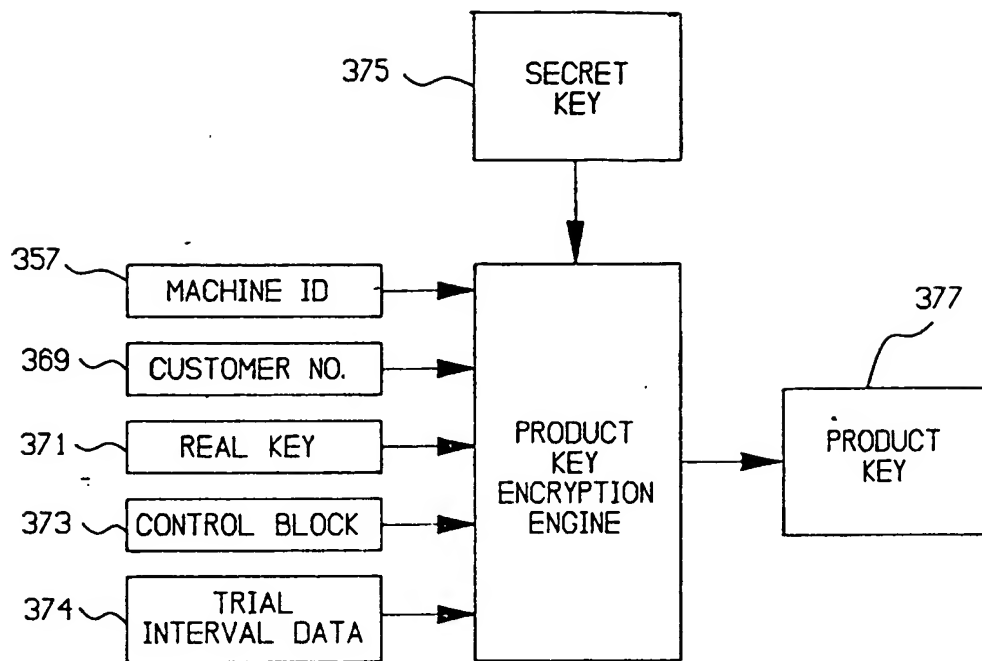 375
SECRET
KEY
357
MACHINE ID
369
CUSTOMER NO.
371
REAL KEY
373
CONTROL BLOCK
374
TRIAL
INTERVAL DATA
PRODUCT
KEY
ENCRYPTION
ENGINE
377
PRODUCT
KEY